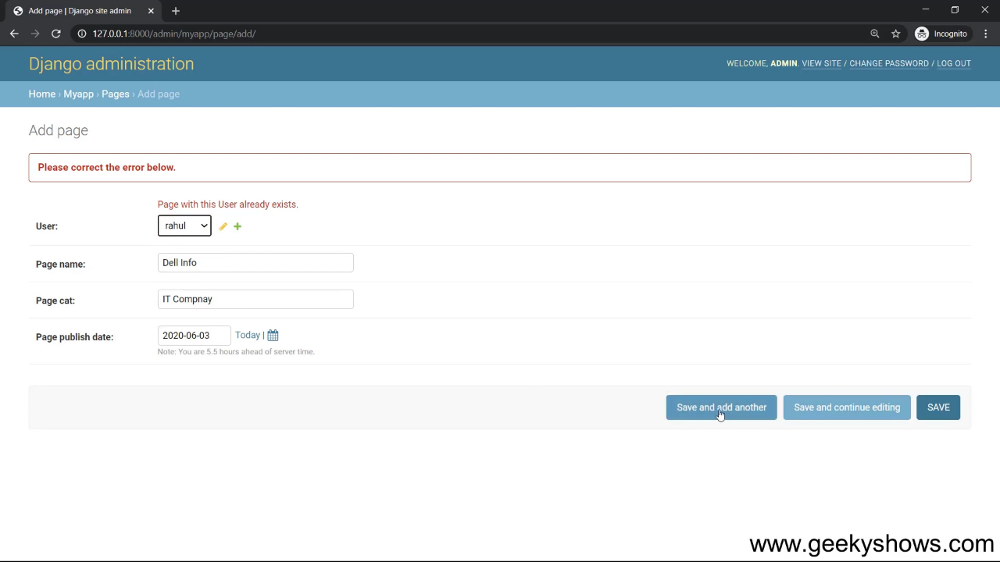 Add page | Django site admin
127.0.0.1:8000/admin/myapp/page/add/
Incognito
Django administration
WELCOME, ADMIN. VIEW SITE / CHANGE PASSWORD / LOG OUT
Home › Myapp › Pages › Add page
Add page
Please correct the error below.
Page with this User already exists.
User: rahul
Page name: Dell Info
Page cat: IT Compnay
Page publish date: 2020-06-03 Today |
Note: You are 5.5 hours ahead of server time.
Save and add another Save and continue editing SAVE
www.geekyshows.com